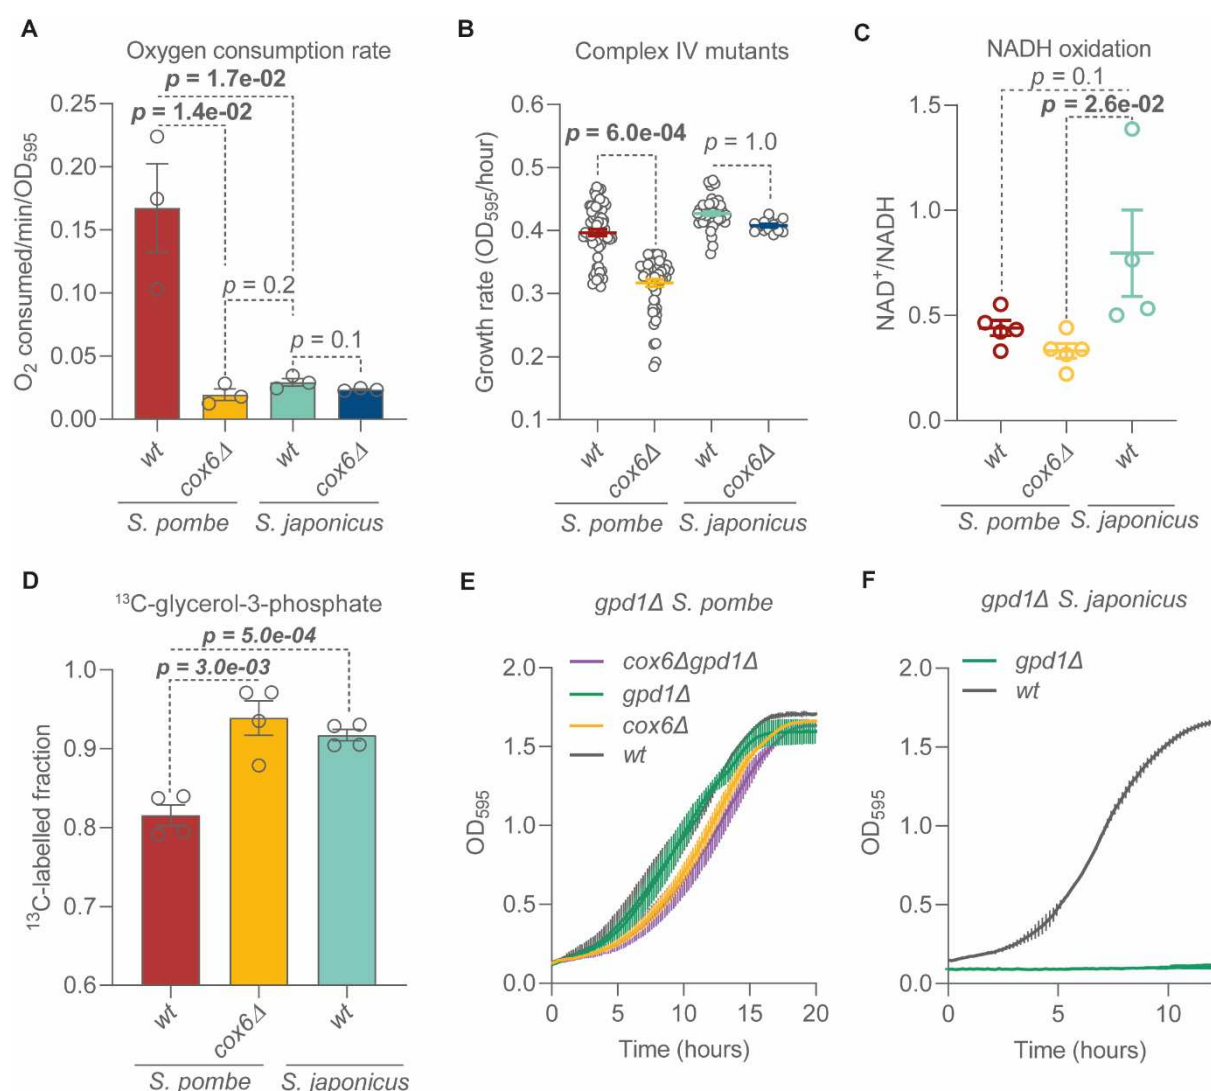 A
Oxygen consumption rate
p = 1.7e-02
p = 1.4e-02
p = 0.2
p = 0.1
O₂ consumed/min/OD₅₉₅
0.25
0.20
0.15
0.10
0.05
0.00
wt
cox6Δ
wt
cox6Δ
S. pombe
S. japonicus
B
Complex IV mutants
p = 6.0e-04
p = 1.0
Growth rate (OD₅₉₅/hour)
0.6
0.5
0.4
0.3
0.2
0.1
wt
cox6Δ
wt
cox6Δ
S. pombe
S. japonicus
C
NADH oxidation
p = 0.1
p = 2.6e-02
NAD⁺/NADH
1.5
1.0
0.5
0.0
wt
cox6Δ
wt
S. pombe
S. japonicus
D
¹³C-glycerol-3-phosphate
p = 5.0e-04
p = 3.0e-03
¹³C-labelled fraction
1.0
0.9
0.8
0.7
0.6
wt
cox6Δ
wt
S. pombe
S. japonicus
E
gpd1Δ S. pombe
cox6Δgpd1Δ
gpd1Δ
cox6Δ
wt
OD₅₉₅
2.0
1.5
1.0
0.5
0.0
0 5 10 15 20
Time (hours)
F
gpd1Δ S. japonicus
gpd1Δ
wt
OD₅₉₅
2.0
1.5
1.0
0.5
0.0
0 5 10
Time (hours)